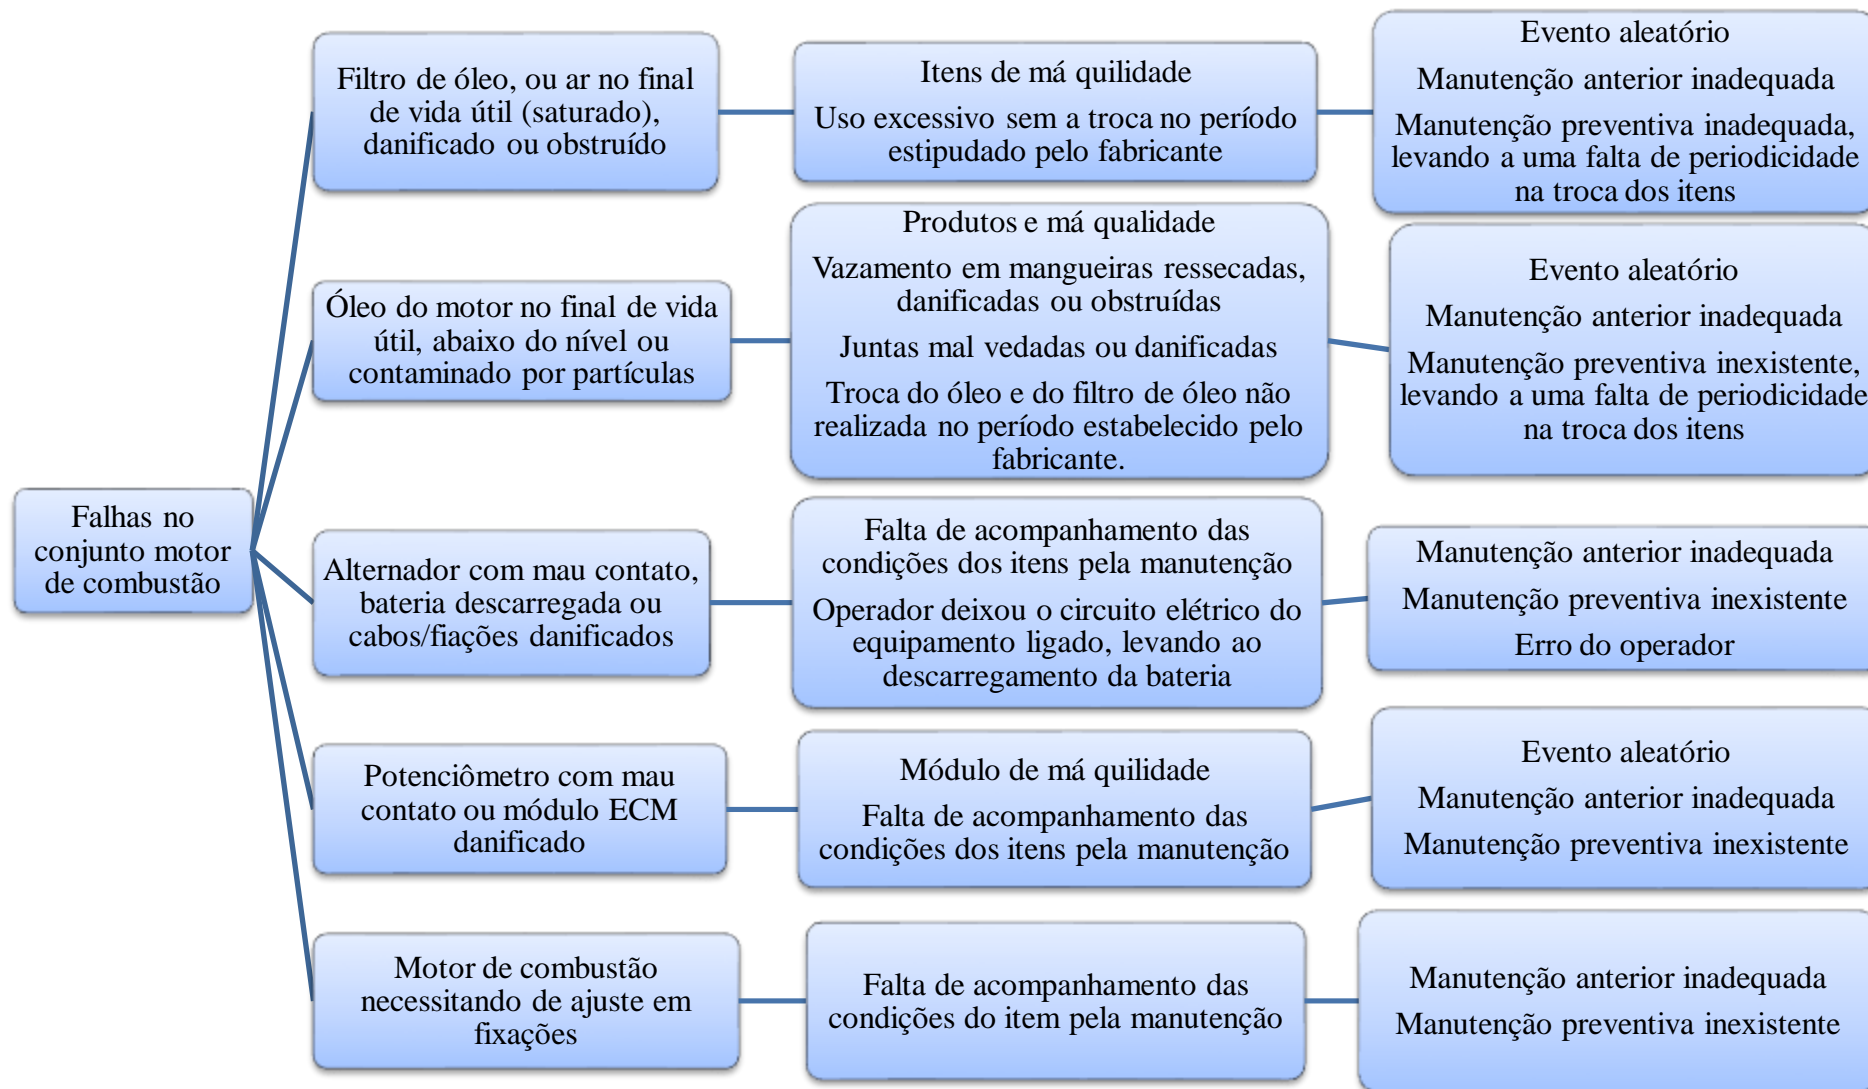 Falhas no
conjunto motor
de combustão
Filtro de óleo, ou ar no final
de vida útil (saturado),
danificado ou obstruído
Itens de má quilidade
Uso excessivo sem a troca no período
estipudado pelo fabricante
Evento aleatório
Manutenção anterior inadequada
Manutenção preventiva inadequada,
levando a uma falta de periodicidade
na troca dos itens
Óleo do motor no final de vida
útil, abaixo do nível ou
contaminado por partículas
Produtos e má qualidade
Vazamento em mangueiras ressecadas,
danificadas ou obstruídas
Juntas mal vedadas ou danificadas
Troca do óleo e do filtro de óleo não
realizada no período estabelecido pelo
fabricante.
Evento aleatório
Manutenção anterior inadequada
Manutenção preventiva inexistente,
levando a uma falta de periodicidade
na troca dos itens
Alternador com mau contato,
bateria descarregada ou
cabos/fiações danificados
Falta de acompanhamento das
condições dos itens pela manutenção
Operador deixou o circuito elétrico do
equipamento ligado, levando ao
descarregamento da bateria
Manutenção anterior inadequada
Manutenção preventiva inexistente
Erro do operador
Potenciômetro com mau
contato ou módulo ECM
danificado
Módulo de má quilidade
Falta de acompanhamento das
condições dos itens pela manutenção
Evento aleatório
Manutenção anterior inadequada
Manutenção preventiva inexistente
Motor de combustão
necessitando de ajuste em
fixações
Falta de acompanhamento das
condições do item pela manutenção
Manutenção anterior inadequada
Manutenção preventiva inexistente